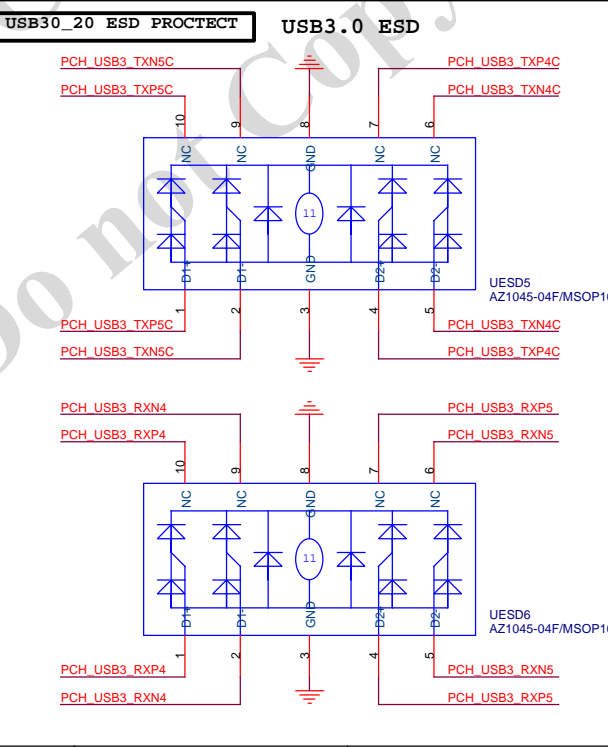 USB30_20 ESD PROCTECT
USB3.0 ESD
Do not Copy
PCH_USB3_TXN5C
PCH_USB3_TXP4C
PCH_USB3_TXP5C
PCH_USB3_TXN4C
10 9 8 7 6
NC NC GND NC NC
11
D1+ D1- GND D2+ D2-
UESD5
AZ1045-04F/MSOP10
1 2 3 4 5
PCH_USB3_TXP5C
PCH_USB3_TXN4C
PCH_USB3_TXN5C
PCH_USB3_TXP4C
PCH_USB3_RXN4
PCH_USB3_RXP5
PCH_USB3_RXP4
PCH_USB3_RXN5
10 9 8 7 6
NC NC GND NC NC
11
D1+ D1- GND D2+ D2-
UESD6
AZ1045-04F/MSOP10
1 2 3 4 5
PCH_USB3_RXP4
PCH_USB3_RXN5
PCH_USB3_RXN4
PCH_USB3_RXP5